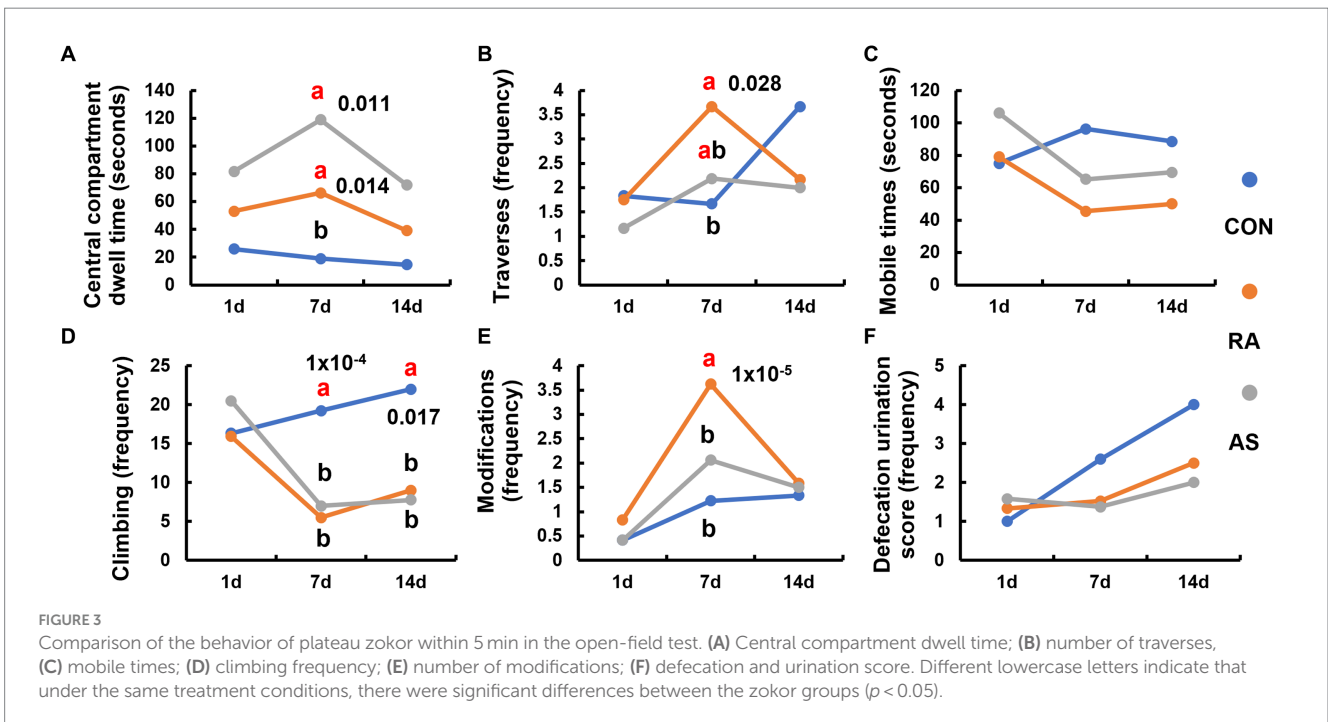 A
Central compartment
dwell time (seconds)
140
120
100
80
60
40
20
0
a
0.011
a
0.014
b
1d 7d 14d
B
Traverses (frequency)
4
3.5
3
2.5
2
1.5
1
0.5
0
a 0.028
ab
b
1d 7d 14d
C
Mobile times (seconds)
120
100
80
60
40
20
0
1d 7d 14d
CON
RA
AS
D
Climbing (frequency)
25
20
15
10
5
0
1x10-4
a
a
0.017
b
b
b
b
1d 7d 14d
E
Modifications
(frequency)
4
3.5
3
2.5
2
1.5
1
0.5
0
a
1x10-5
b
b
1d 7d 14d
F
Defecation urination
score (frequency)
5
4
3
2
1
0
1d 7d 14d
FIGURE 3
Comparison of the behavior of plateau zokor within 5 min in the open-field test. (A) Central compartment dwell time; (B) number of traverses,
(C) mobile times; (D) climbing frequency; (E) number of modifications; (F) defecation and urination score. Different lowercase letters indicate that
under the same treatment conditions, there were significant differences between the zokor groups (p < 0.05).